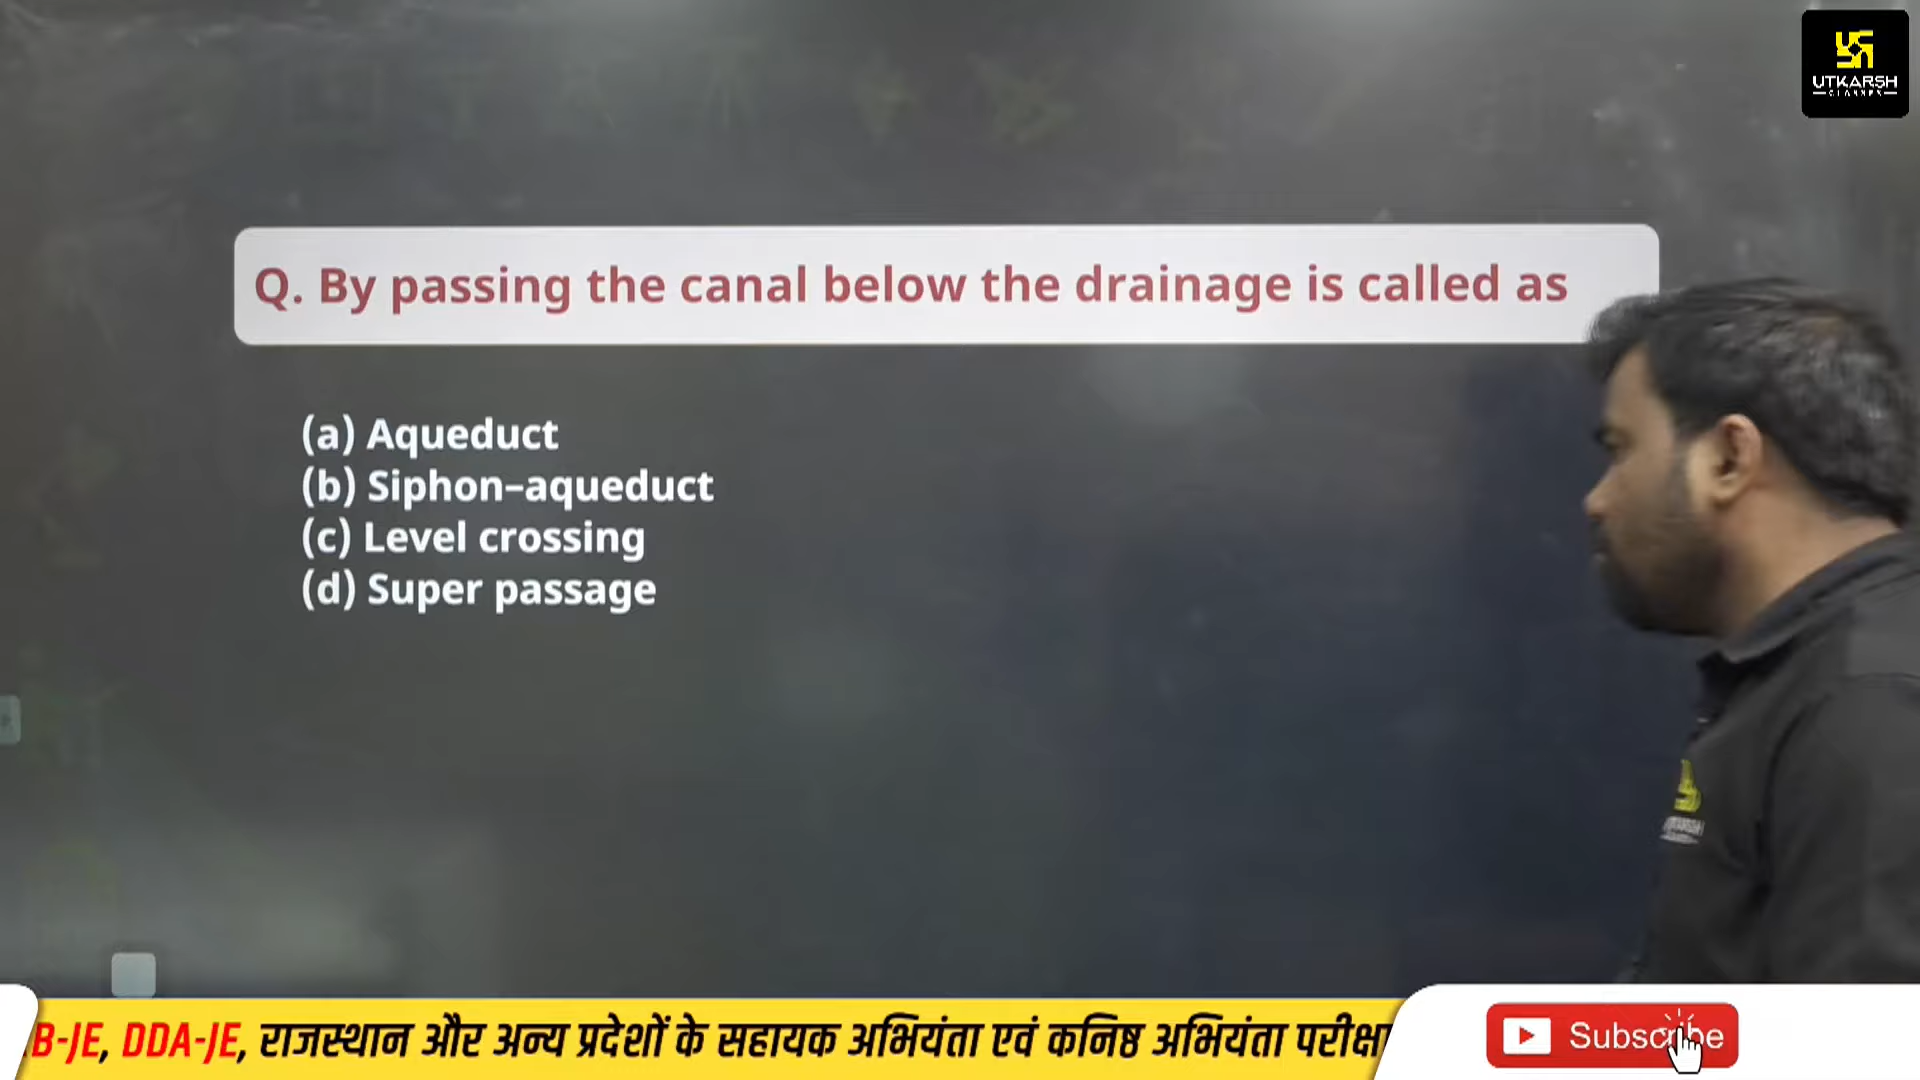 UTKARSH
CLASSES
Q. By passing the canal below the drainage is called as
(a) Aqueduct
(b) Siphon–aqueduct
(c) Level crossing
(d) Super passage
B-JE, DDA-JE, राजस्थान और अन्य प्रदेशों के सहायक अभियंता एवं कनिष्ठ अभियंता परीक्षा
Subscribe